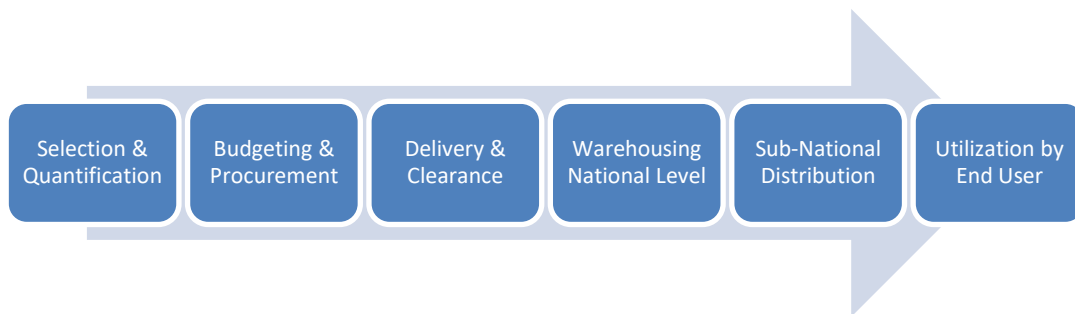 Selection &
Quantification
Budgeting &
Procurement
Delivery &
Clearance
Warehousing
National Level
Sub-National
Distribution
Utilization by
End User